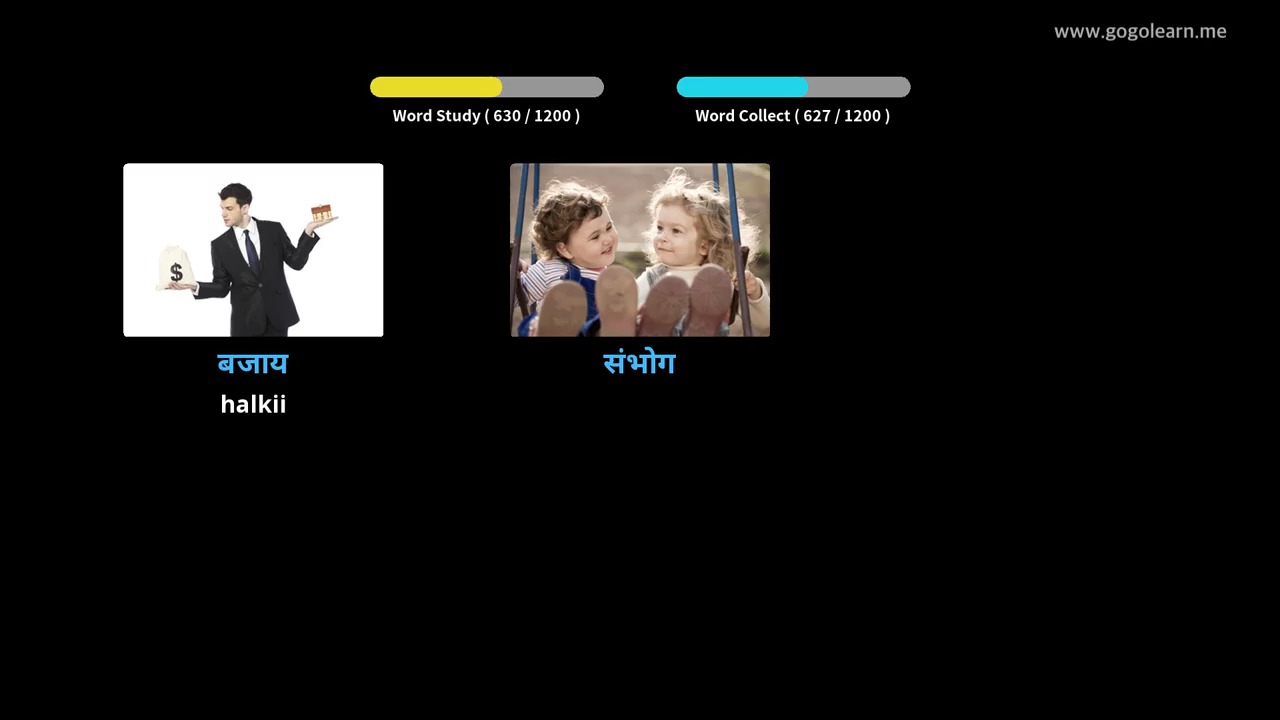 www.gogolearn.me
Word Study ( 630 / 1200 )
Word Collect ( 627 / 1200 )
$
बजाय
संभोग
halkii